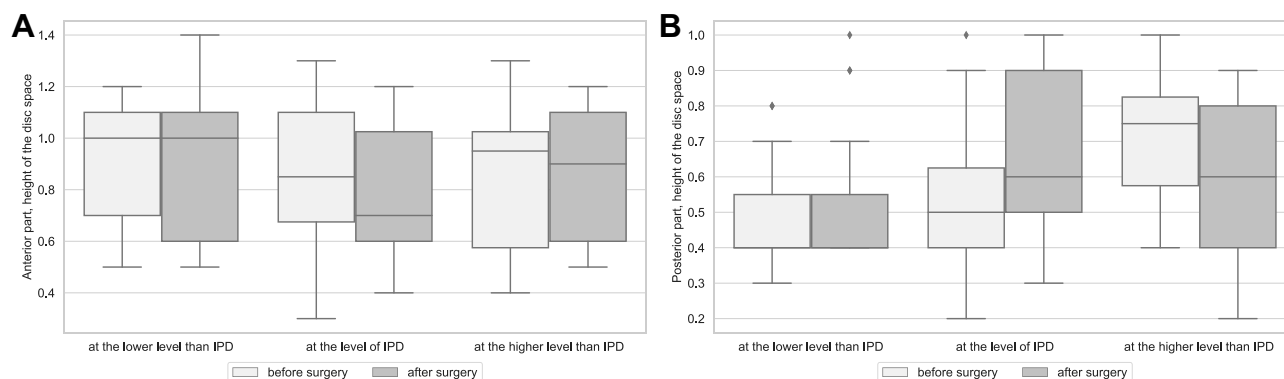 A
Anterior part, height of the disc space
1.4
1.2
1.0
0.8
0.6
0.4
at the lower level than IPD
at the level of IPD
at the higher level than IPD
before surgery
after surgery
B
Posterior part, height of the disc space
1.0
0.9
0.8
0.7
0.6
0.5
0.4
0.3
0.2
at the lower level than IPD
at the level of IPD
at the higher level than IPD
before surgery
after surgery